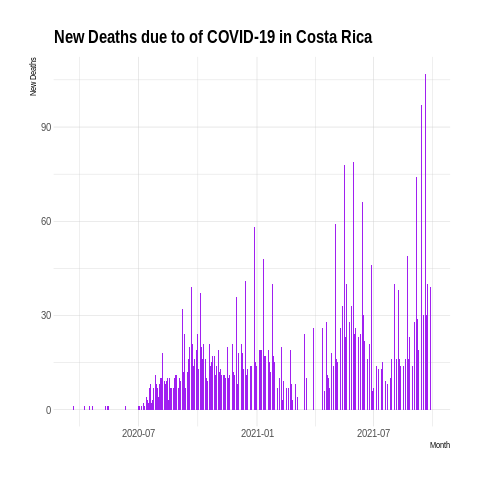 New Deaths due to of COVID-19 in Costa Rica
New Deaths
90
60
30
0
2020-07
2021-01
2021-07
Month